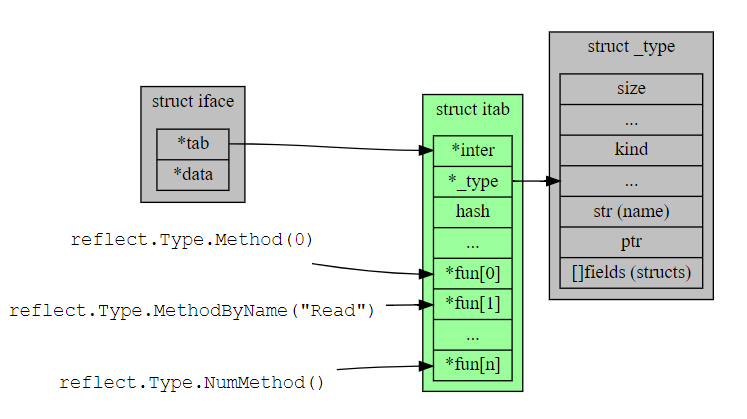 struct iface
*tab
*data
reflect.Type.Method(0)
reflect.Type.MethodByName("Read")
reflect.Type.NumMethod()
struct itab
*inter
*_type
hash
...
*fun[0]
*fun[1]
...
*fun[n]
struct _type
size
...
kind
...
str (name)
ptr
[]fields (structs)